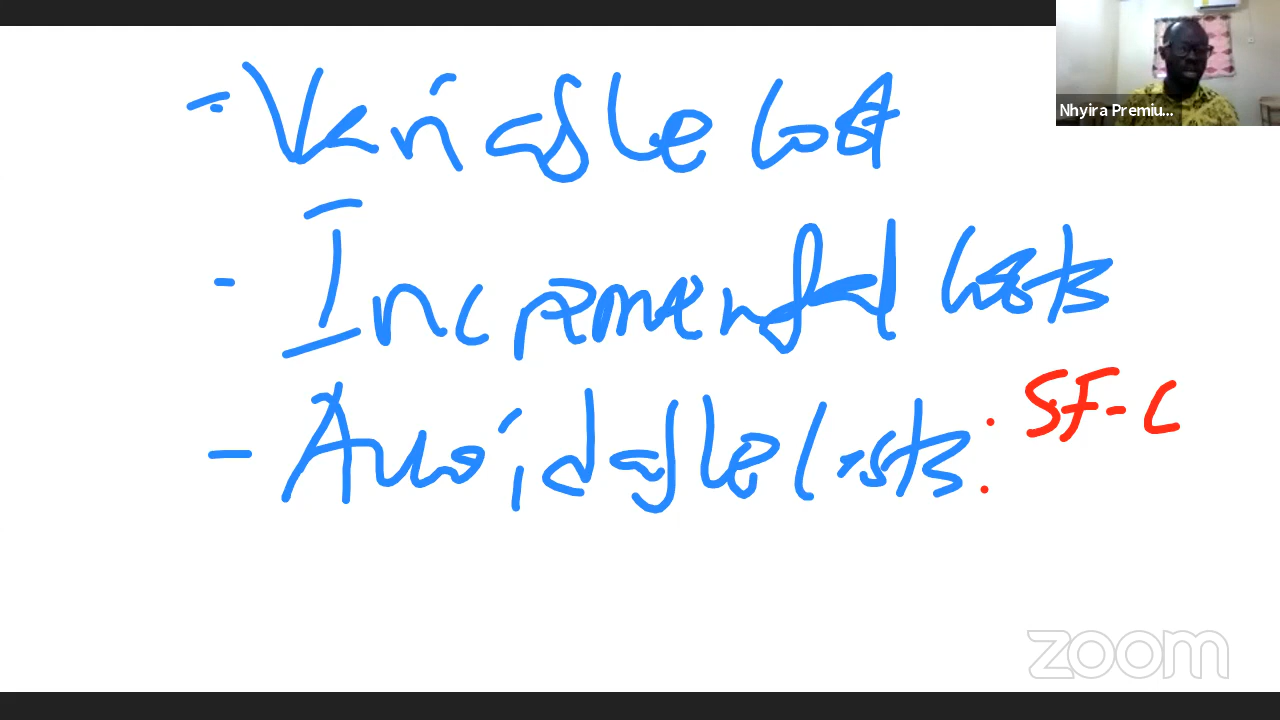 - Variable Cost
Nhyira Premiu...
- Incremental Costs
- Avoidable Costs: SF-C
zoom